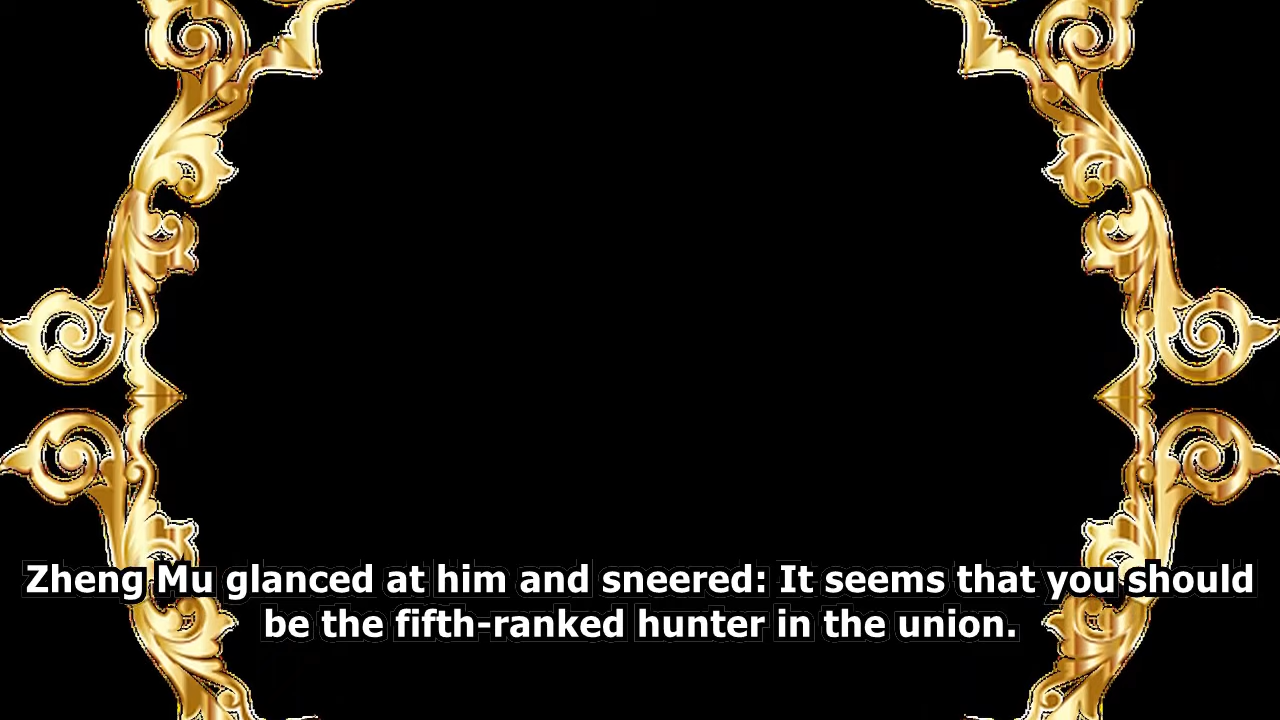 Zheng Mu glanced at him and sneered: It seems that you should
be the fifth-ranked hunter in the union.